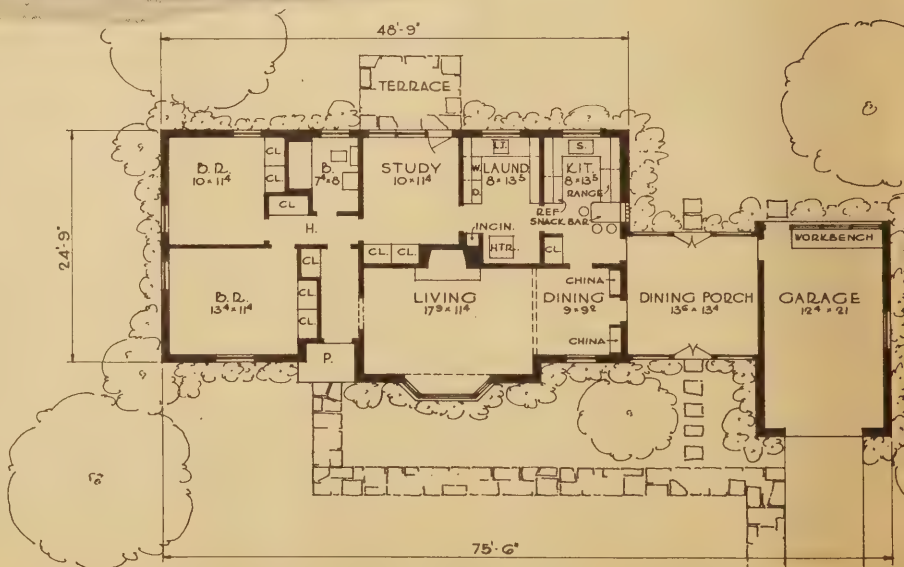 48'-9"
TERRACE
24'-9"
B.R.
10 x 11⁴
CL.
CL.
CL.
B.
7⁴ x 8
STUDY
10 x 11⁴
L.T.
W.
D.
LAUND.
8 x 13⁵
S.
KIT.
8 x 13⁵
RANGE
REF.
SNACK BAR
H.
INCIN.
HTR.
CL.
CL.
CL.
CL.
CL.
CL.
B.R.
13⁴ x 11⁴
P.
LIVING
17⁹ x 11⁴
DINING
9 x 9²
CHINA
CHINA
DINING PORCH
13⁶ x 13⁴
WORKBENCH
GARAGE
12⁴ x 21
75'-6"